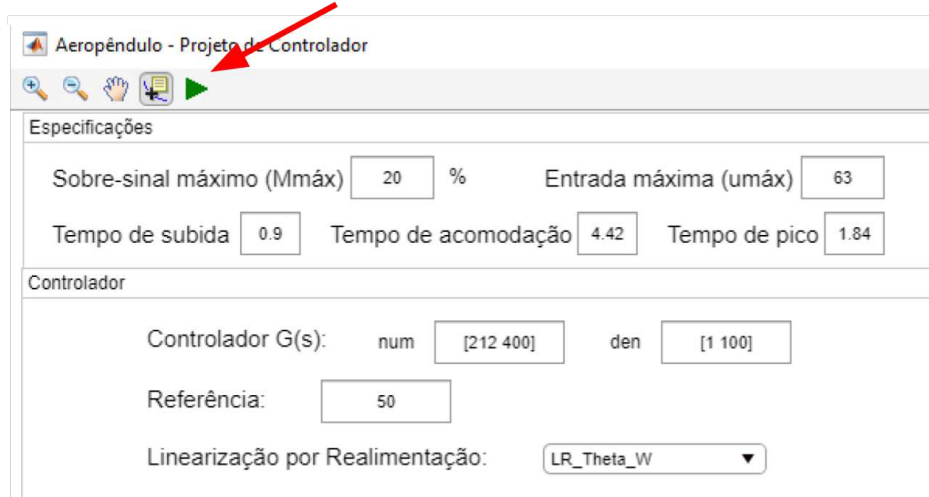 Aeropêndulo - Projeto de Controlador
Especificações
Sobre-sinal máximo (Mmáx) 20 % Entrada máxima (umáx) 63
Tempo de subida 0.9 Tempo de acomodação 4.42 Tempo de pico 1.84
Controlador
Controlador G(s): num [212 400] den [1 100]
Referência: 50
Linearização por Realimentação: LR_Theta_W